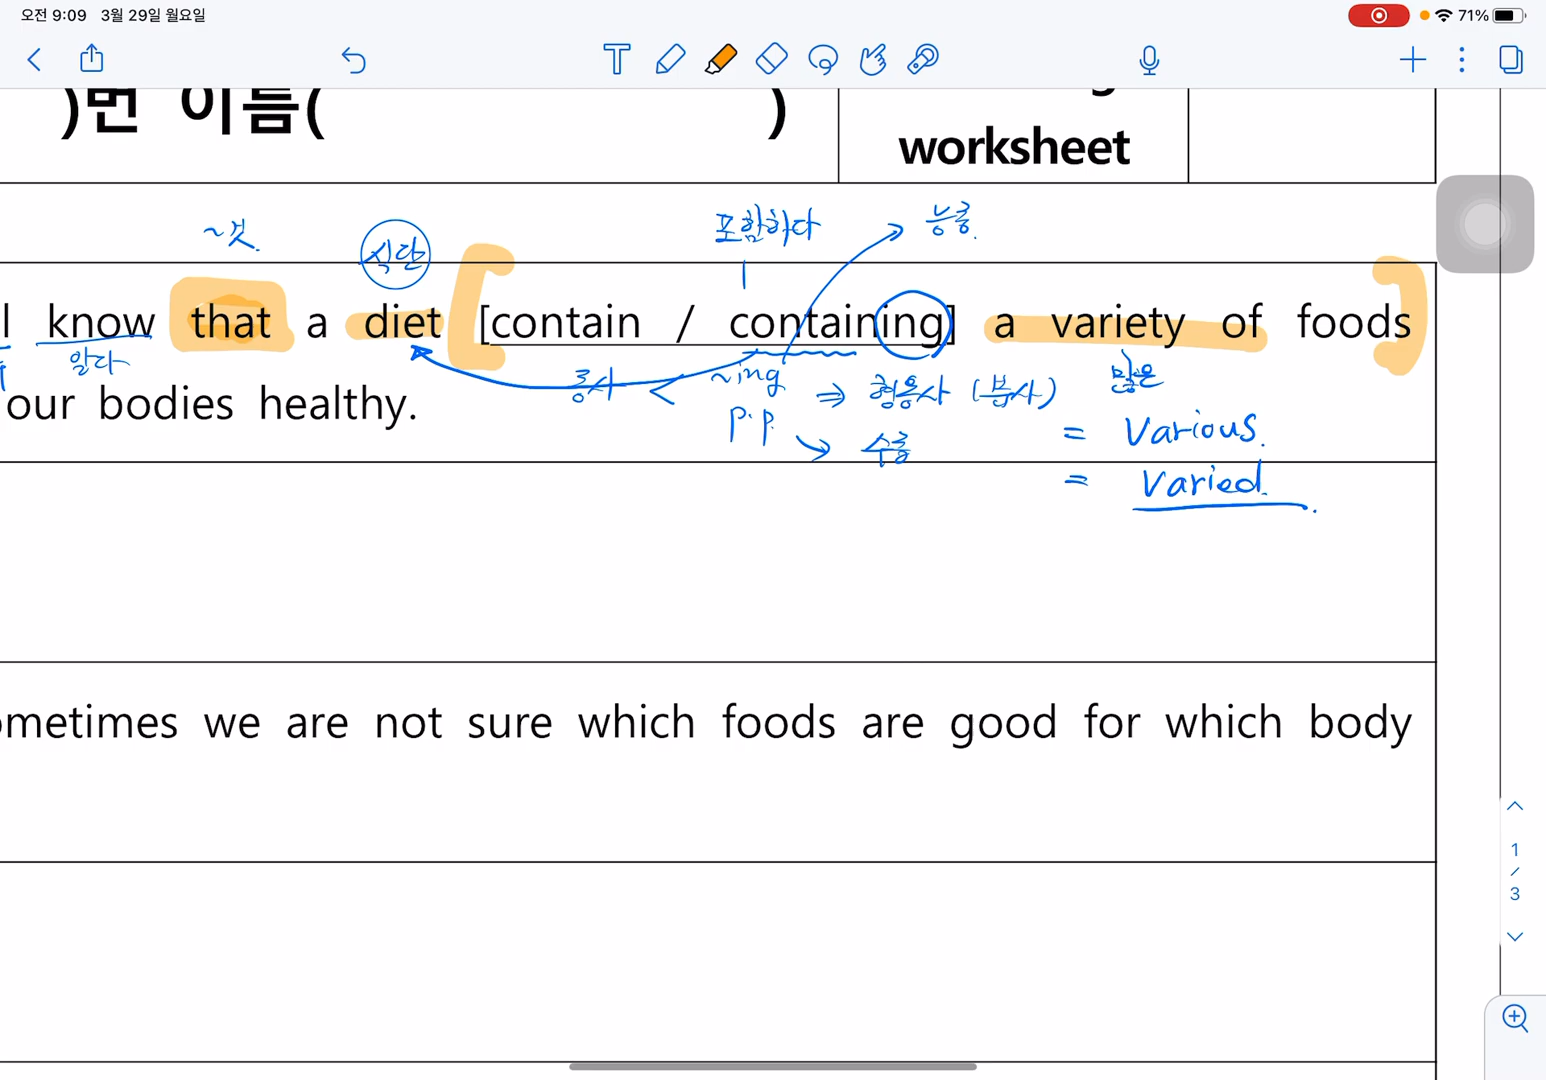 오전 9:09 3월 29일 월요일
71%
)번 이름( )
worksheet
~것.
식단
포함하다
능동.
l know that a diet [contain / containing] a variety of foods
알다
동사 < ~ing
p.p.
⇒ 형용사 (분사)
많은
our bodies healthy.
= Various.
→ 수동
= Varied.
ometimes we are not sure which foods are good for which body
1
/
3